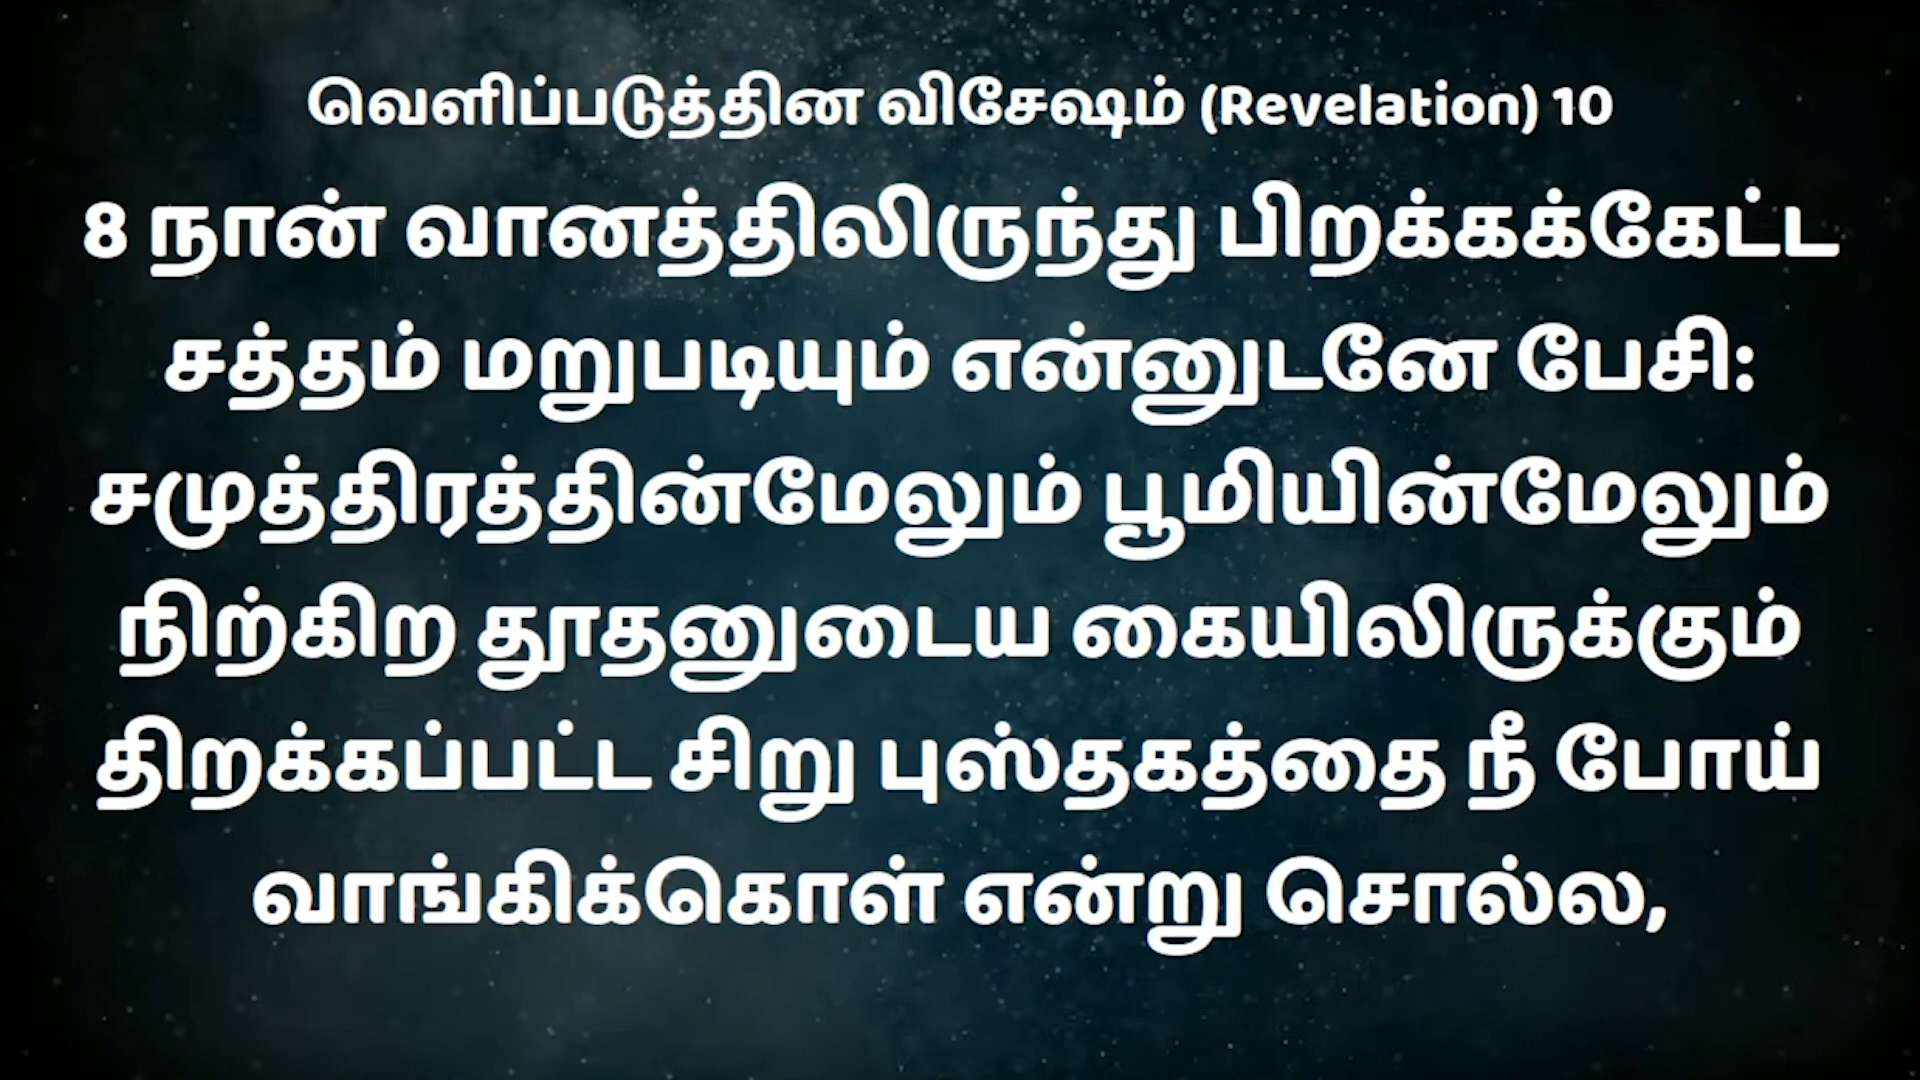 வெளிப்படுத்தின விசேஷம் (Revelation) 10
8 நான் வானத்திலிருந்து பிறக்கக்கேட்ட
சத்தம் மறுபடியும் என்னுடனே பேசி:
சமுத்திரத்தின்மேலும் பூமியின்மேலும்
நிற்கிற தூதனுடைய கையிலிருக்கும்
திறக்கப்பட்ட சிறு புஸ்தகத்தை நீ போய்
வாங்கிக்கொள் என்று சொல்ல,